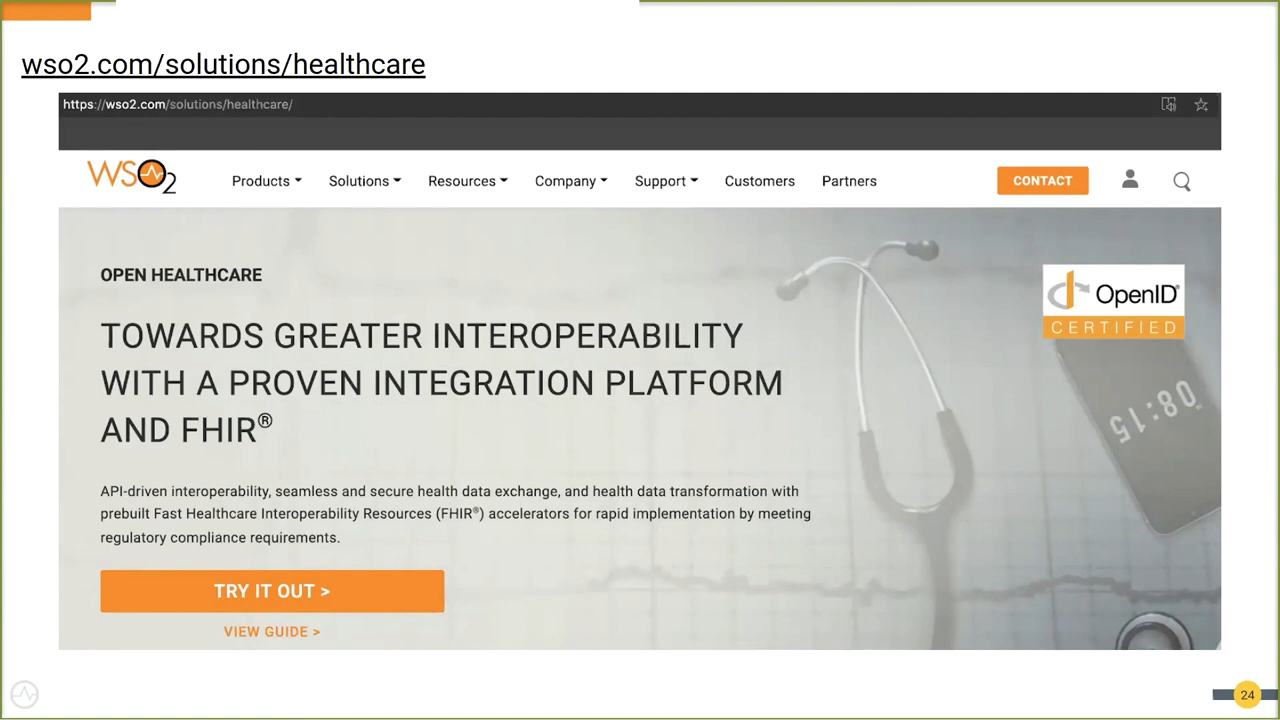 wso2.com/solutions/healthcare
https://wso2.com/solutions/healthcare/
WSO2
Products
Solutions
Resources
Company
Support
Customers
Partners
CONTACT
OPEN HEALTHCARE
OpenID®
CERTIFIED
TOWARDS GREATER INTEROPERABILITY
WITH A PROVEN INTEGRATION PLATFORM
AND FHIR®
08:15
API-driven interoperability, seamless and secure health data exchange, and health data transformation with
prebuilt Fast Healthcare Interoperability Resources (FHIR®) accelerators for rapid implementation by meeting
regulatory compliance requirements.
TRY IT OUT >
VIEW GUIDE >
24